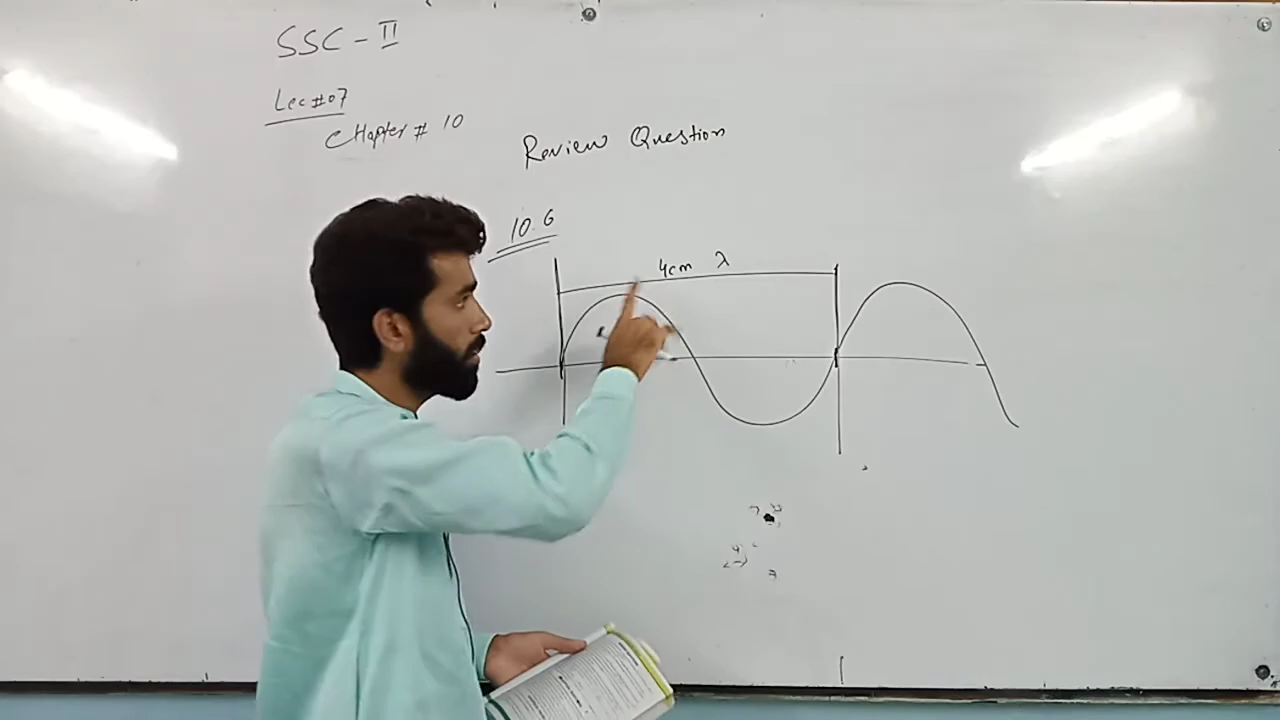 SSC - II
Lec # 07
Chapter # 10
Review Question
10.6
4cm λ